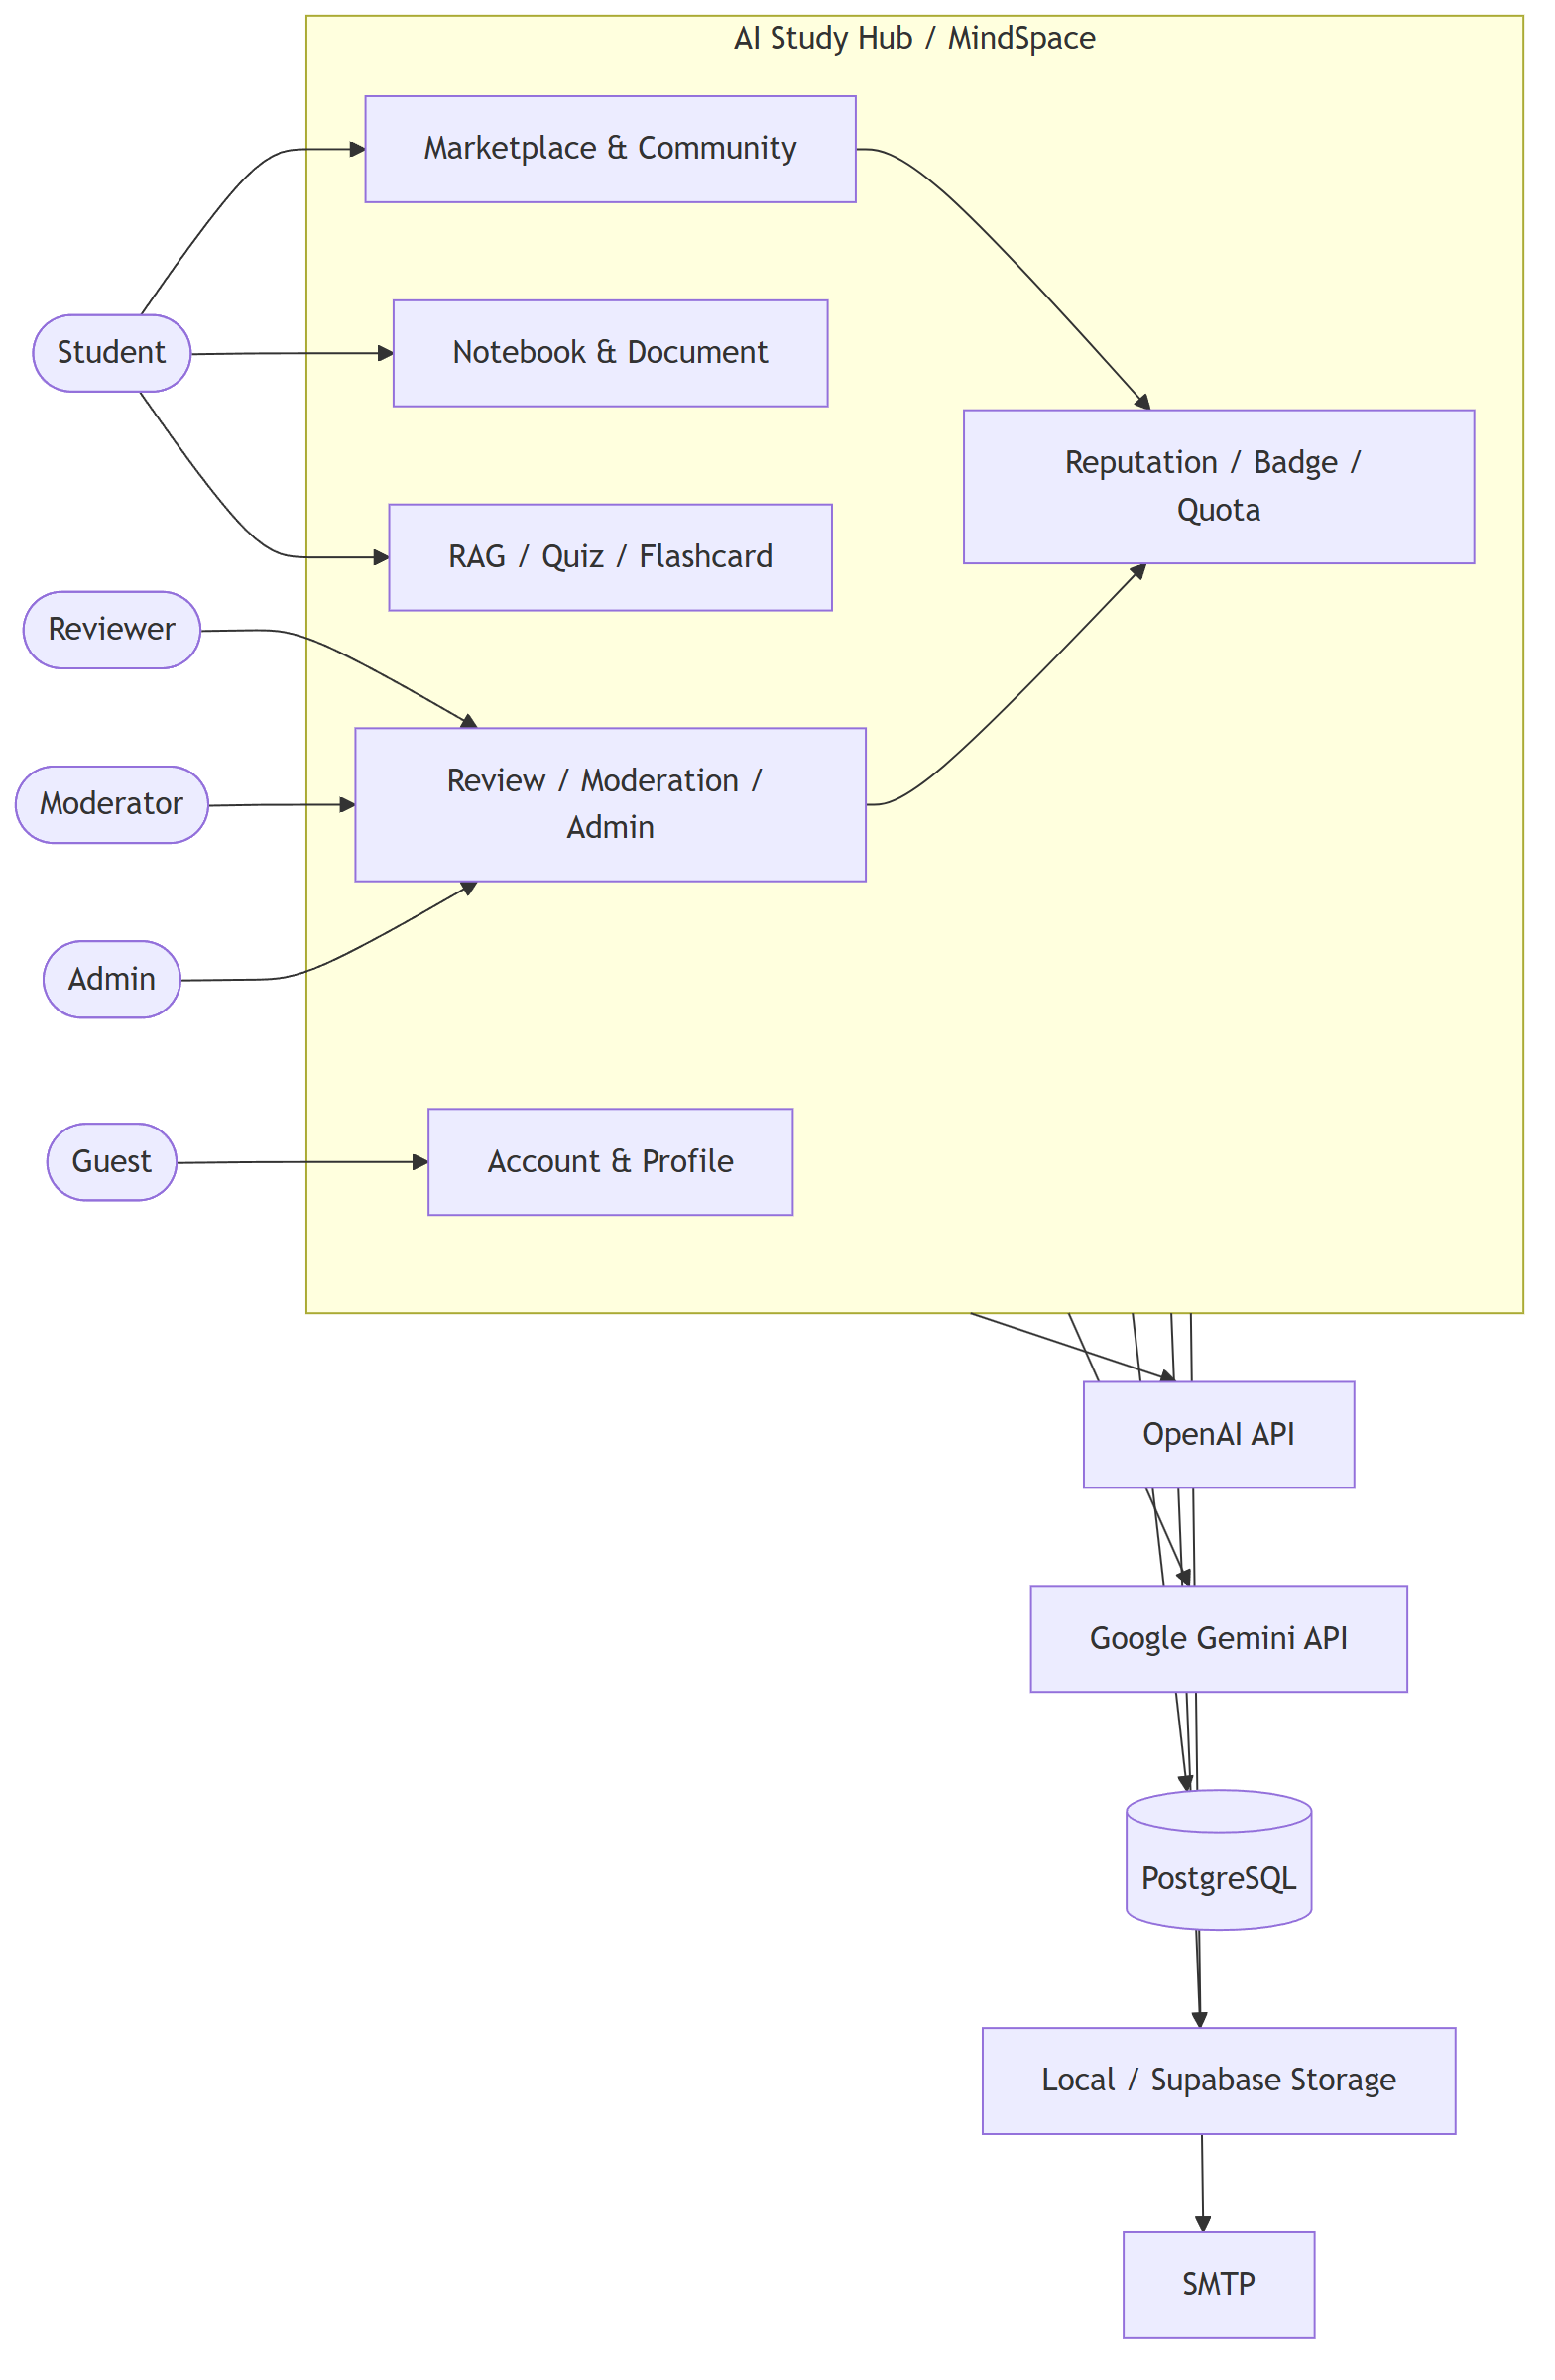 AI Study Hub / MindSpace
Marketplace & Community
Student
Notebook & Document
Reputation / Badge /
Quota
RAG / Quiz / Flashcard
Reviewer
Review / Moderation /
Admin
Moderator
Admin
Guest
Account & Profile
OpenAI API
Google Gemini API
PostgreSQL
Local / Supabase Storage
SMTP